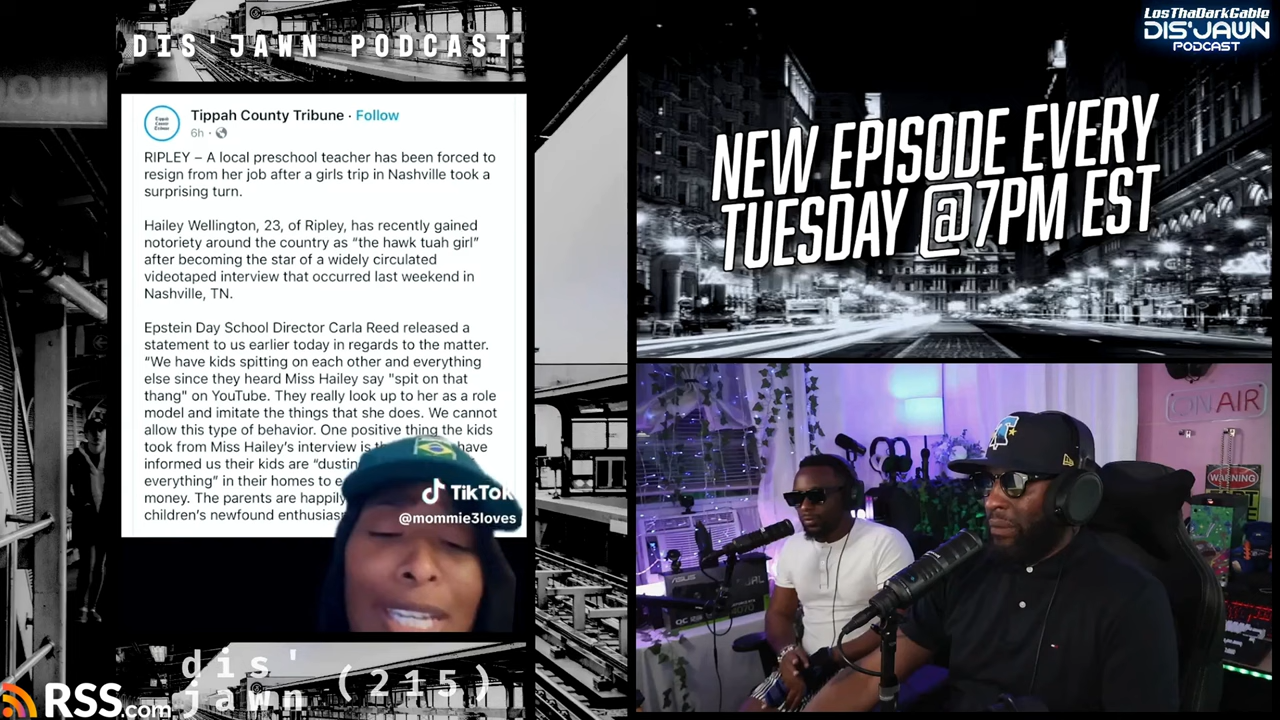 DIS'JAWN PODCAST
Tippah County Tribune · Follow
6h ·
RIPLEY – A local preschool teacher has been forced to
resign from her job after a girls trip in Nashville took a
surprising turn.
Hailey Wellington, 23, of Ripley, has recently gained
notoriety around the country as “the hawk tuah girl”
after becoming the star of a widely circulated
videotaped interview that occurred last weekend in
Nashville, TN.
Epstein Day School Director Carla Reed released a
statement to us earlier today in regards to the matter.
“We have kids spitting on each other and everything
else since they heard Miss Hailey say "spit on that
thang" on YouTube. They really look up to her as a role
model and imitate the things that she does. We cannot
allow this type of behavior. One positive thing the kids
took from Miss Hailey’s interview is have
informed us their kids are “dustin
everything” in their homes to e
money. The parents are happily
children’s newfound enthusias
TikTok
@mommie3loves
dis'
jawn (215)
RSS.com
LosThaDarkGable
DIS'JAWN
PODCAST
NEW EPISODE EVERY
TUESDAY @7PM EST
ON AIR
WARNING
ASUS